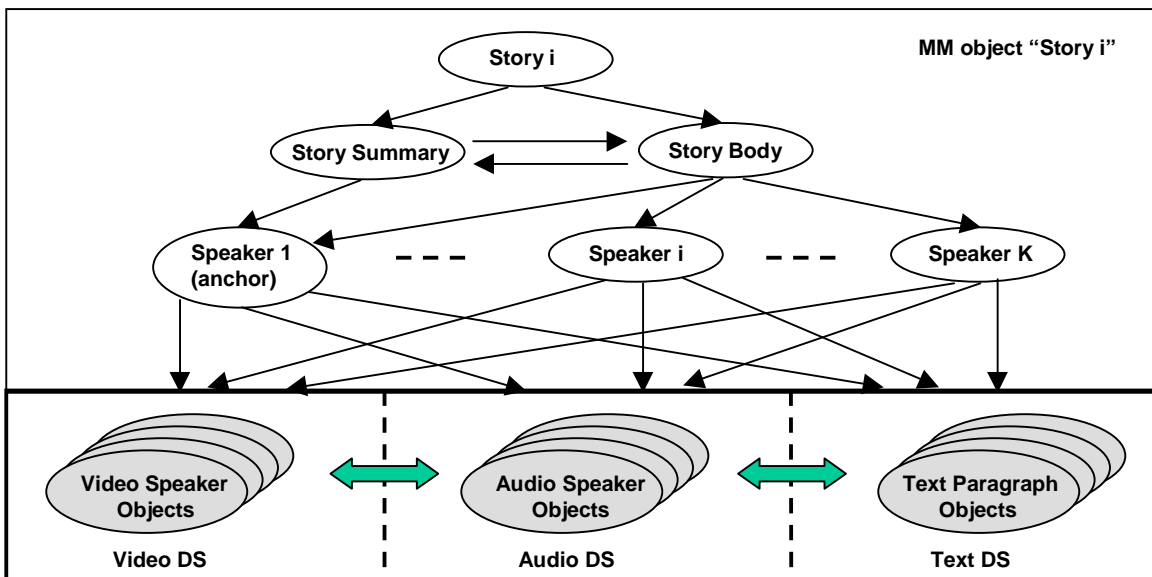 MM object “Story i”
Story i
Story Summary
Story Body
Speaker 1
(anchor)
Speaker i
Speaker K
Video Speaker
Objects
Audio Speaker
Objects
Text Paragraph
Objects
Video DS
Audio DS
Text DS